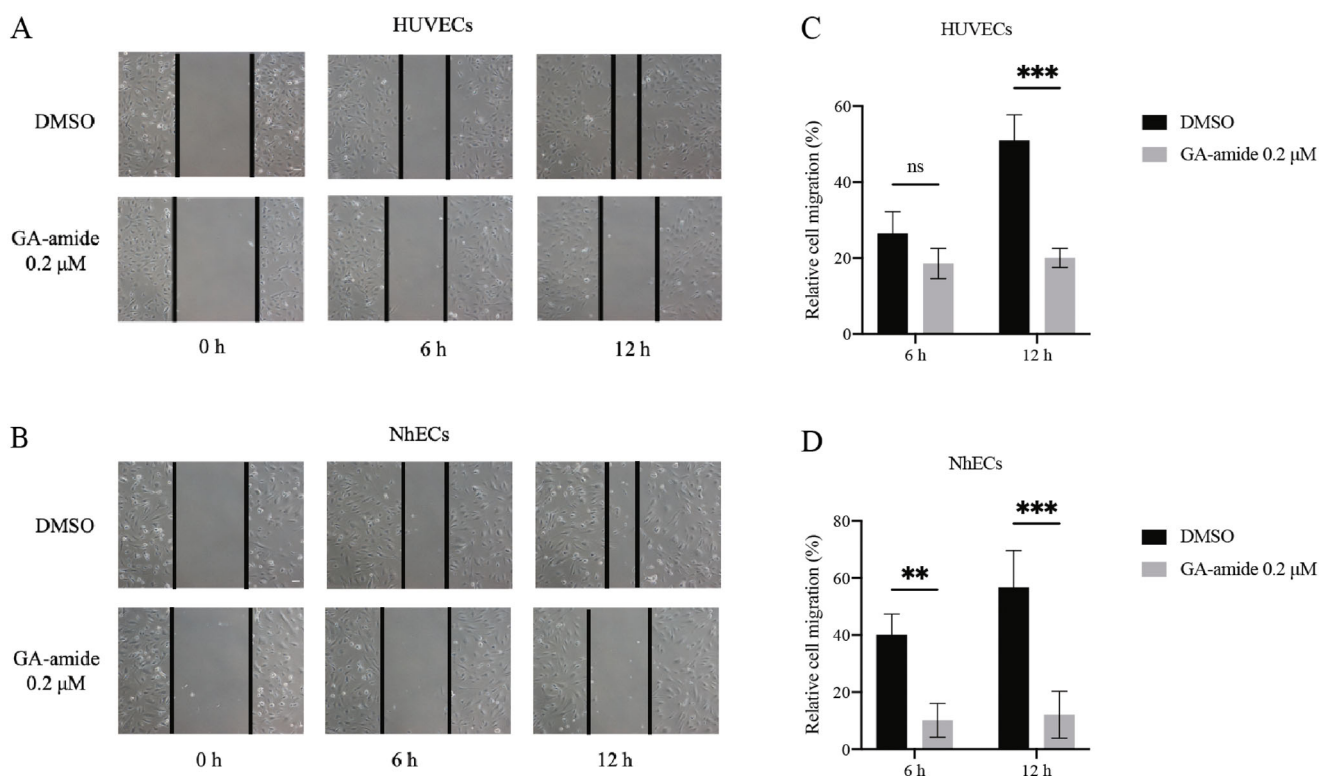 A
HUVECs
DMSO
GA-amide
0.2 μM
0 h
6 h
12 h
B
NhECs
DMSO
GA-amide
0.2 μM
0 h
6 h
12 h
C
HUVECs
Relative cell migration (%)
60
40
20
0
ns
***
6 h
12 h
DMSO
GA-amide 0.2 μM
D
NhECs
Relative cell migration (%)
80
60
40
20
0
**
***
6 h
12 h
DMSO
GA-amide 0.2 μM